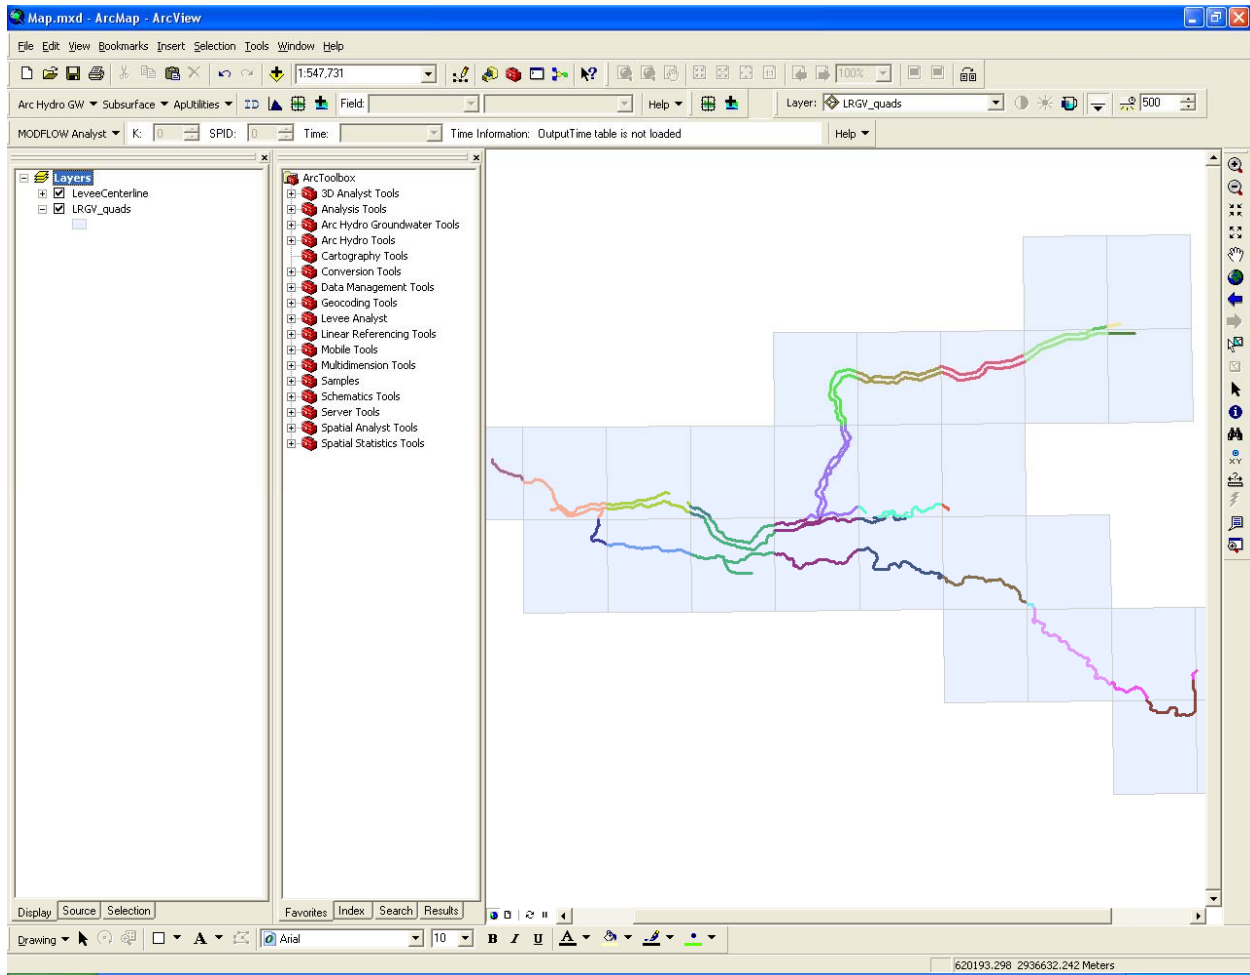 Map.mxd - ArcMap - ArcView
File Edit View Bookmarks Insert Selection Tools Window Help
1:547,731 100%
Arc Hydro GW Subsurface ApUtilities ID Field: Help Layer: LRGV_quads 500
MODFLOW Analyst K: 0 SPID: 0 Time: Time Information: OutputTime table is not loaded Help
Layers
LeveeCenterline
LRGV_quads
ArcToolbox
3D Analyst Tools
Analysis Tools
Arc Hydro Groundwater Tools
Arc Hydro Tools
Cartography Tools
Conversion Tools
Data Management Tools
Geocoding Tools
Levee Analyst
Linear Referencing Tools
Mobile Tools
Multidimension Tools
Samples
Schematics Tools
Server Tools
Spatial Analyst Tools
Spatial Statistics Tools
XY
Display Source Selection
Favorites Index Search Results
Drawing A Arial 10 B I U A
620193.298 2936632.242 Meters